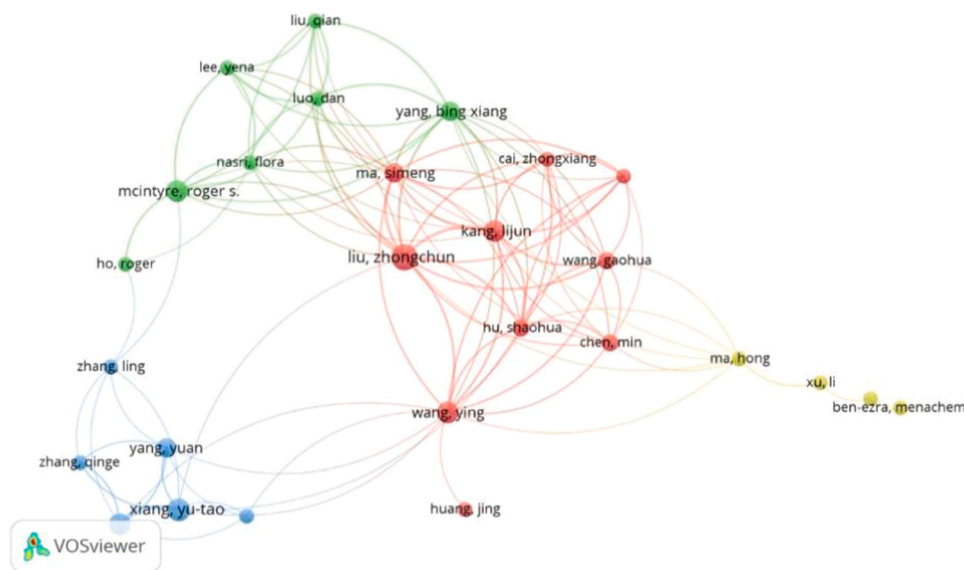 liu, qian
lee, yena
luo, dan
yang, bing xiang
cai, zhongxiang
nasri, flora
ma, simeng
mcintyre, roger s.
kang, lijun
liu, zhongchun
wang, gaohua
ho, roger
hu, shaohua
chen, min
ma, hong
zhang, ling
xu, li
ben-ezra, menachem
wang, ying
yang, yuan
zhang, qinge
xiang, yu-tao
huang, jing
VOSviewer